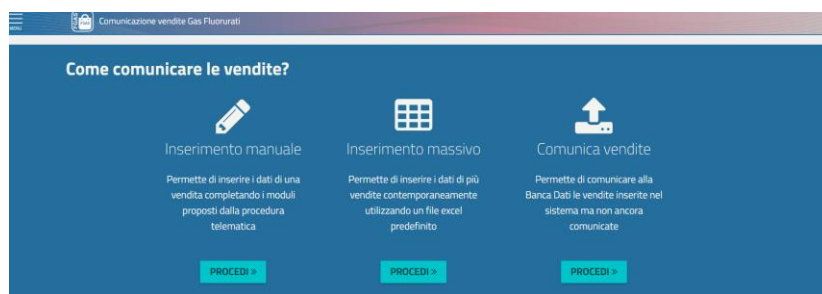 MENU
Comunicazione vendite Gas Fluorurati
Come comunicare le vendite?
Inserimento manuale
Permette di inserire i dati di una
vendita completando i moduli
proposti dalla procedura
telematica
PROCEDI »
Inserimento massivo
Permette di inserire i dati di più
vendite contemporaneamente
utilizzando un file excel
predefinito
PROCEDI »
Comunica vendite
Permette di comunicare alla
Banca Dati le vendite inserite nel
sistema ma non ancora
comunicate
PROCEDI »